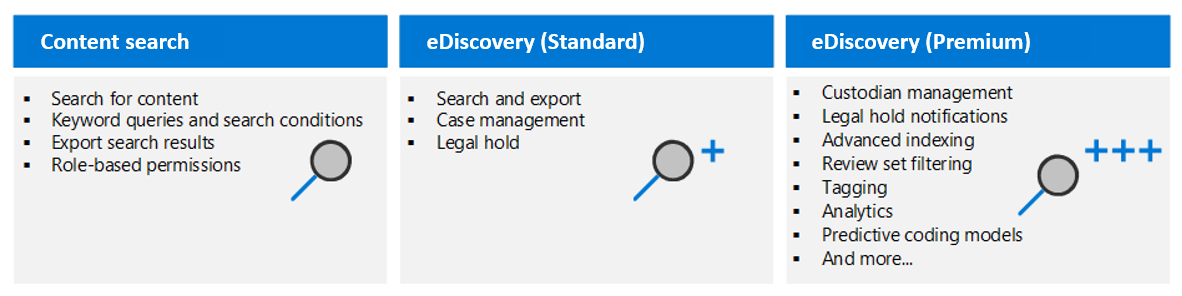 Content search
▪ Search for content
▪ Keyword queries and search conditions
▪ Export search results
▪ Role-based permissions
eDiscovery (Standard)
▪ Search and export
▪ Case management
▪ Legal hold
eDiscovery (Premium)
▪ Custodian management
▪ Legal hold notifications
▪ Advanced indexing
▪ Review set filtering
▪ Tagging
▪ Analytics
▪ Predictive coding models
▪ And more...